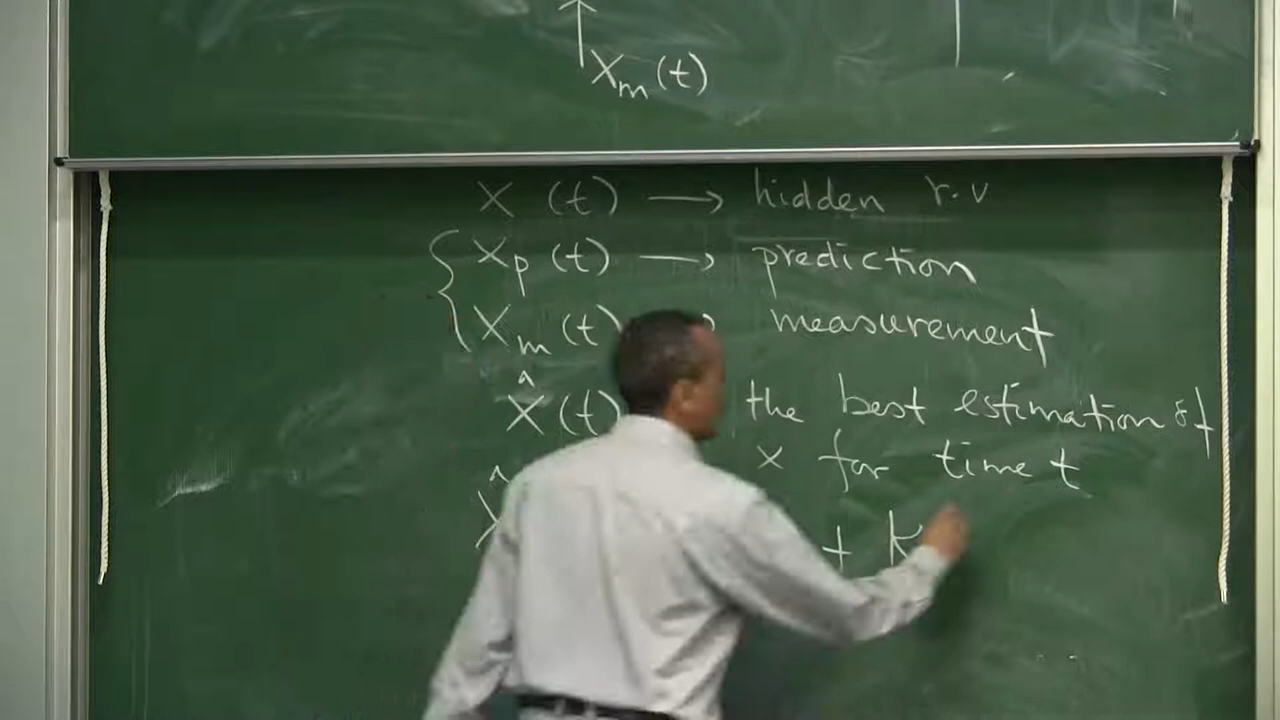 Xm(t)
X (t) → hidden r.v
Xp (t) → prediction
Xm (t) measurement
X̂(t) the best estimation of
x for time t
X̂ + K